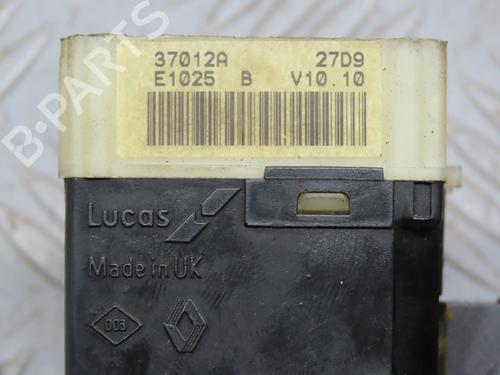 37012A 27D9
E1025 B V10.10
Lucas
Made in UK
003
B-PARTS